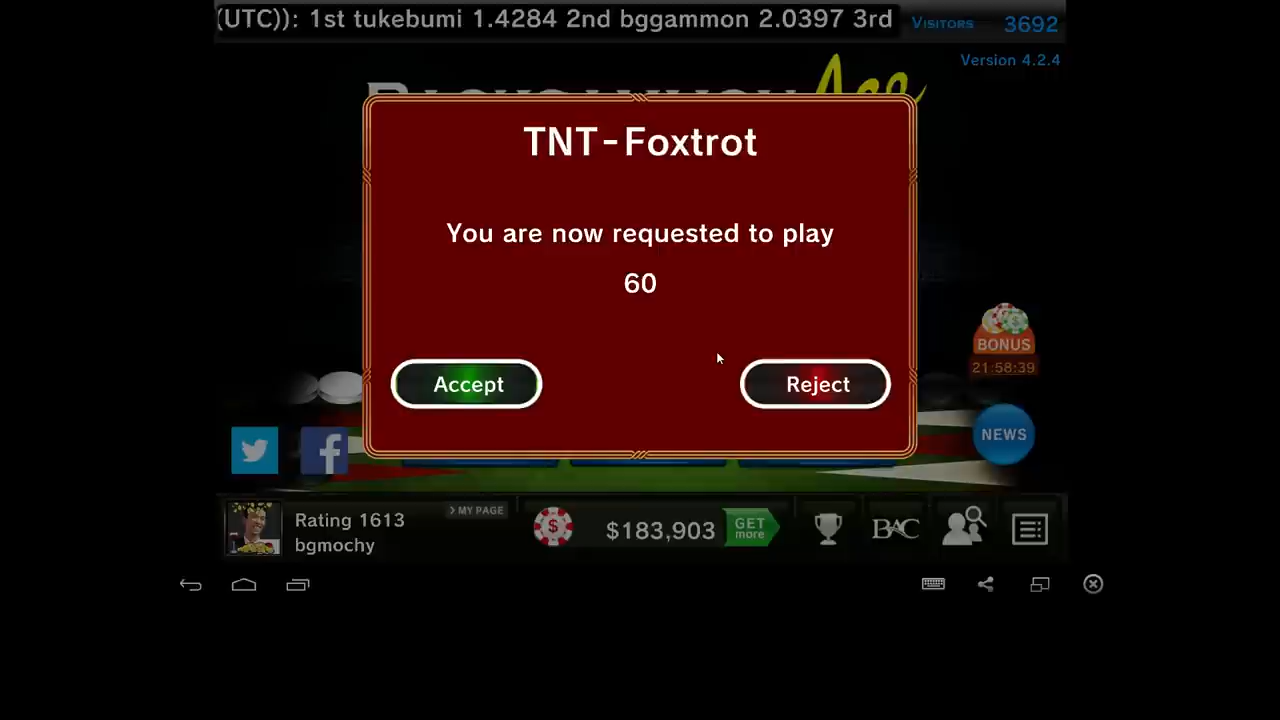 (UTC)): 1st tukebumi 1.4284 2nd bggammon 2.0397 3rd
VISITORS 3692
Version 4.2.4
BACKGAMMON Ace
TNT-Foxtrot
You are now requested to play
60
Accept
Reject
BONUS
21:58:39
NEWS
Rating 1613
> MY PAGE
bgmochy
$183,903
GET
more
BAC